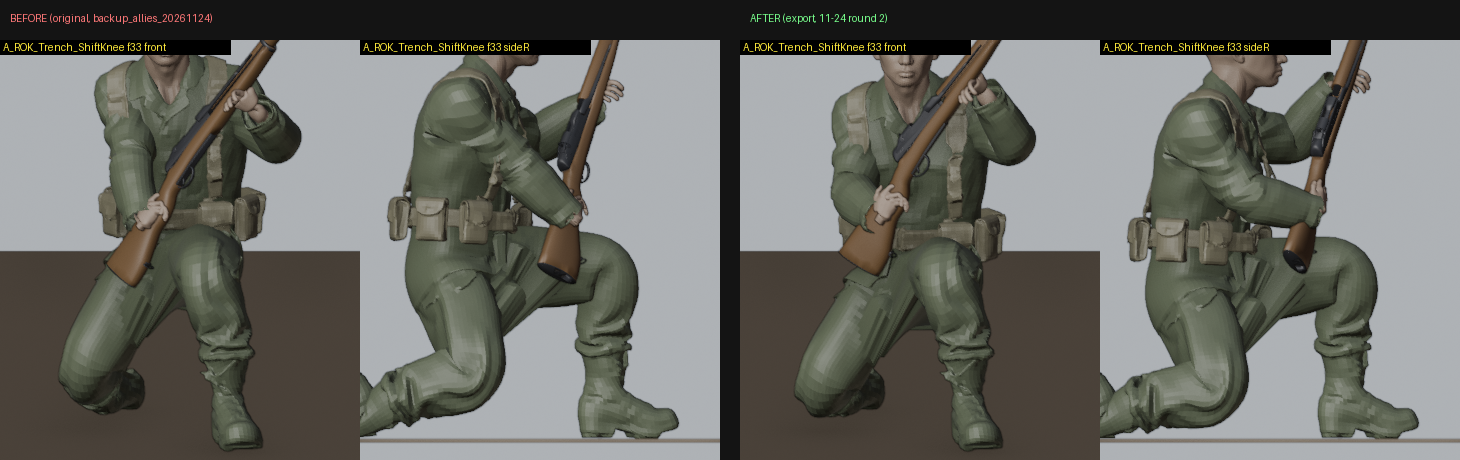 BEFORE (original, backup_allies_20261124)
AFTER (export, 11-24 round 2)
A_ROK_Trench_ShiftKnee f33 front
A_ROK_Trench_ShiftKnee f33 sideR
A_ROK_Trench_ShiftKnee f33 front
A_ROK_Trench_ShiftKnee f33 sideR